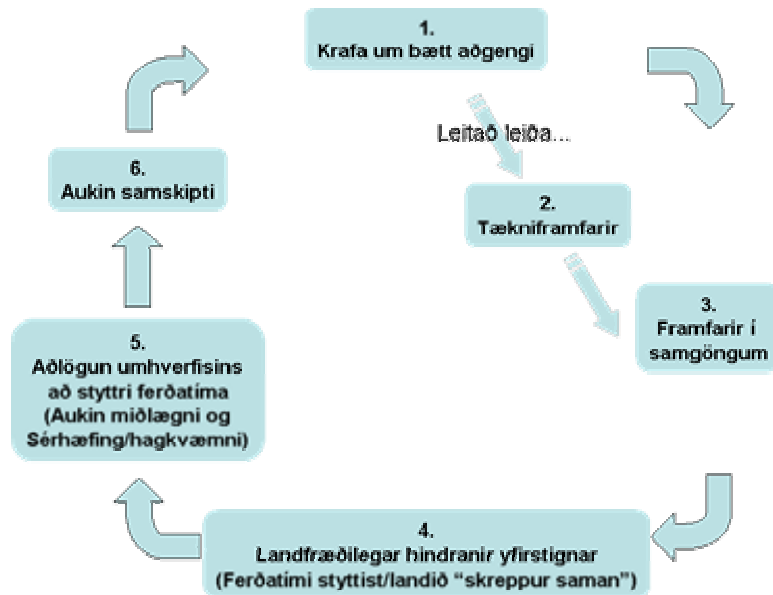 1.
Krafa um bætt aðgengi
Leitað leiða...
2.
Tækniframfarir
3.
Framfarir í
samgöngum
4.
Landfræðilegar hindranir yfirstignar
(Ferðatími styttist/landið “skreppur saman”)
5.
Aðlögun umhverfisins
að styttri ferðatíma
(Aukin miðlægni og
Sérhæfing/hagkvæmni)
6.
Aukin samskipti